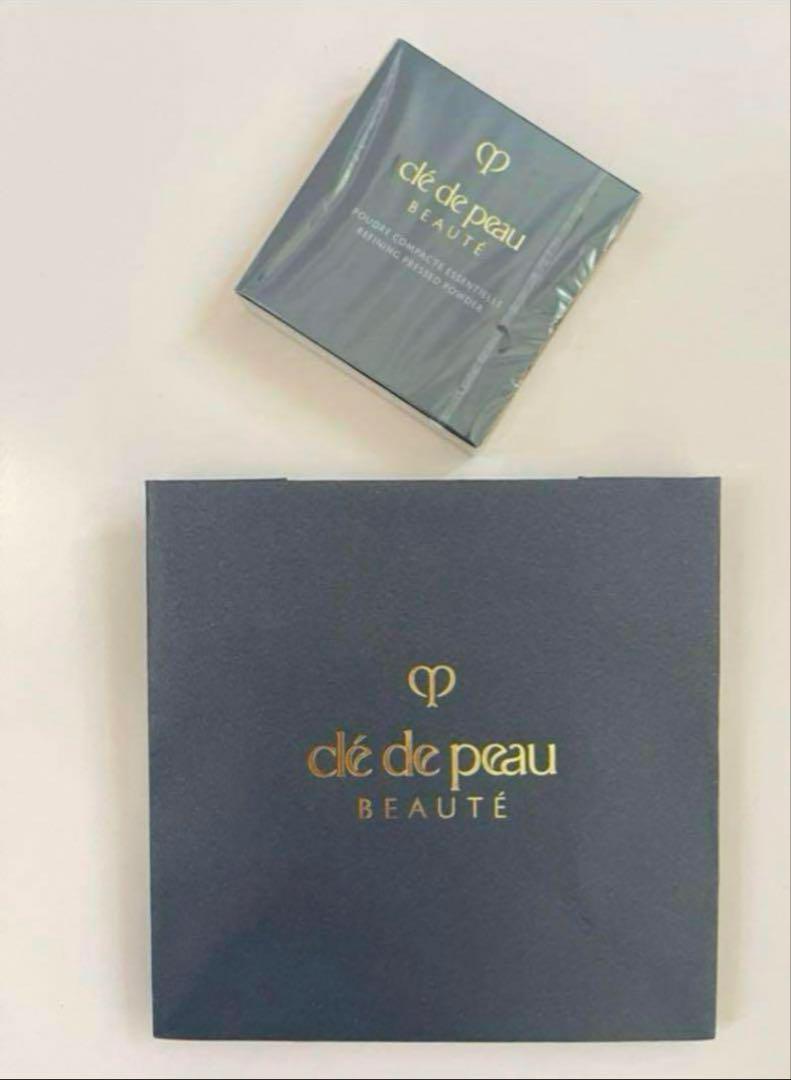 clé de peau
BEAUTÉ
POUDRE COMPACTE ESSENTIELLE
REFINING PRESSED POWDER
clé de peau
BEAUTÉ